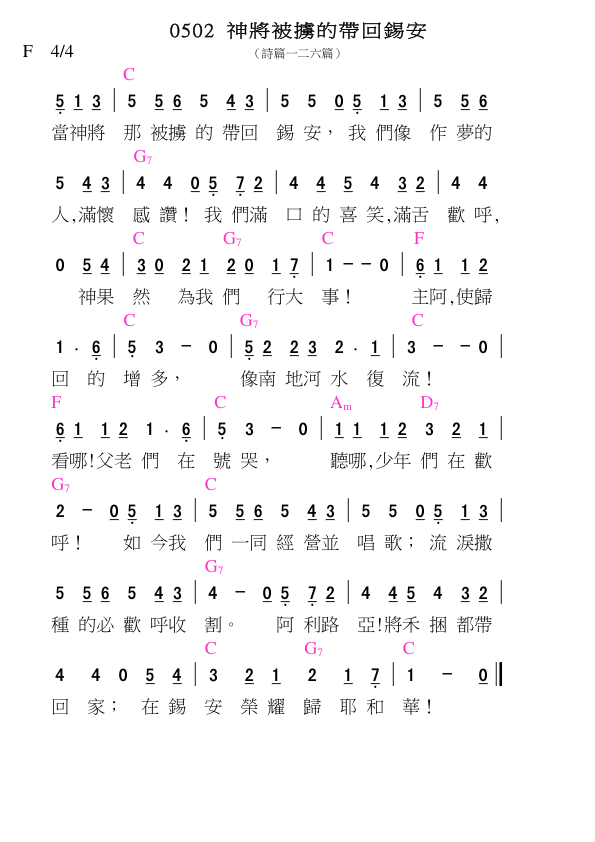 0502 神將被擄的帶回錫安
F 4/4 （詩篇一二六篇）
C
5 1 3 | 5 5 6 5 4 3 | 5 5 0 5 1 3 | 5 5 6
當神將 那 被擄 的 帶回 錫 安， 我 們像 作 夢的
G7
5 4 3 | 4 4 0 5 7 2 | 4 4 5 4 3 2 | 4 4
人,滿懷 感 讚！ 我 們滿 口 的 喜 笑,滿舌 歡 呼,
C G7 C F
0 5 4 | 3 0 2 1 2 0 1 7 | 1 － － 0 | 6 1 1 2
神果 然 為我 們 行大 事！ 主阿,使歸
C G7 C
1 · 6 | 5 3 － 0 | 5 2 2 3 2 · 1 | 3 － － 0 |
回 的 增 多， 像南 地河 水 復 流！
F C Am D7
6 1 1 2 1 · 6 | 5 3 － 0 | 1 1 1 2 3 2 1 |
看哪!父老 們 在 號 哭， 聽哪,少年 們 在 歡
G7 C
2 － 0 5 1 3 | 5 5 6 5 4 3 | 5 5 0 5 1 3 |
呼！ 如 今我 們 一同 經 營並 唱 歌； 流 淚撒
G7
5 5 6 5 4 3 | 4 － 0 5 7 2 | 4 4 5 4 3 2 |
種 的必 歡 呼收 割。 阿 利路 亞!將禾 捆 都帶
C G7 C
4 4 0 5 4 | 3 2 1 2 1 7 | 1 － 0 ‖
回 家； 在 錫 安 榮 耀 歸 耶 和 華！